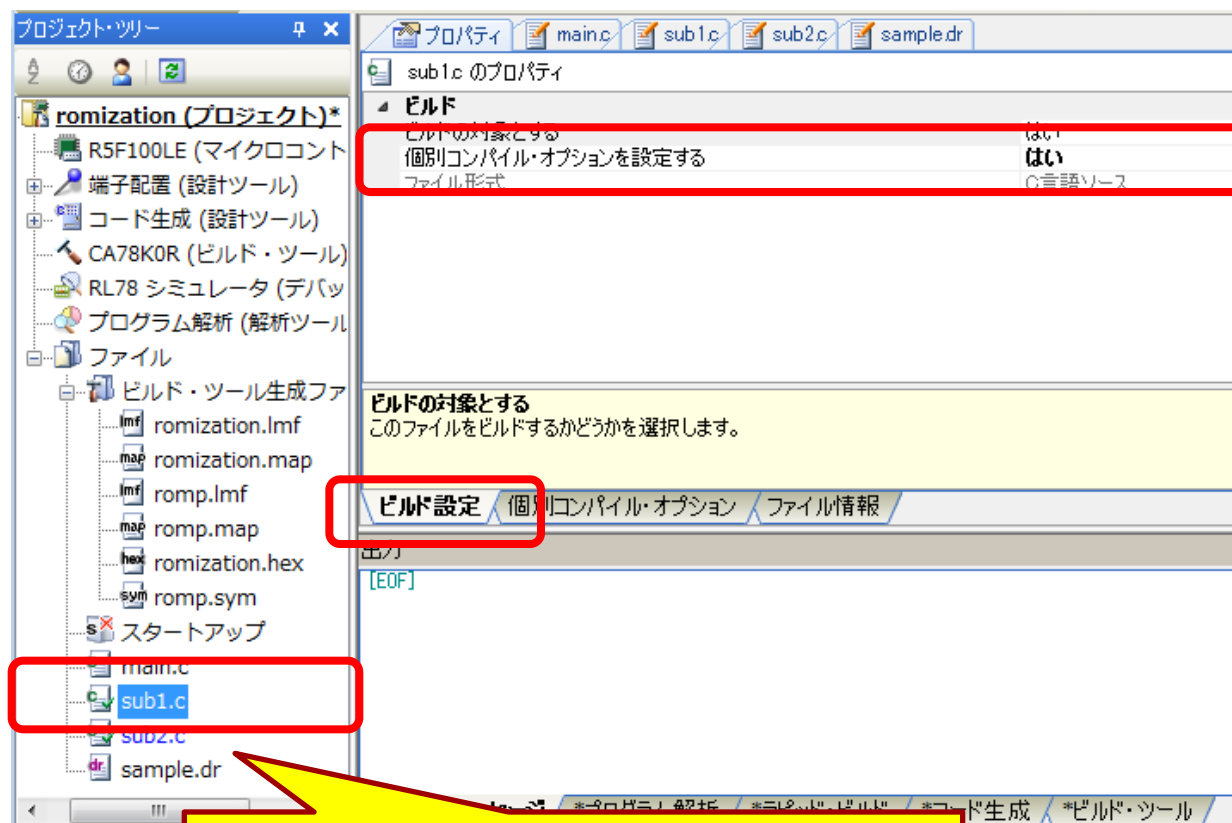 プロジェクト・ツリー
romization (プロジェクト)*
R5F100LE (マイクロコント
端子配置 (設計ツール)
コード生成 (設計ツール)
CA78K0R (ビルド・ツール)
RL78 シミュレータ (デバッ
プログラム解析 (解析ツール
ファイル
ビルド・ツール生成ファ
romization.lmf
romization.map
romp.lmf
romp.map
romization.hex
romp.sym
スタートアップ
main.c
sub1.c
sub2.c
sample.dr
プロパティ main.c sub1.c sub2.c sample.dr
sub1.c のプロパティ
ビルド
ビルドの対象とする はい
個別コンパイル・オプションを設定する はい
ファイル形式 C言語ソース
ビルドの対象とする
このファイルをビルドするかどうかを選択します。
ビルド設定 個別コンパイル・オプション ファイル情報
出力
[EOF]
*プログラム解析 *ラピッド・ビルド *コード生成 *ビルド・ツール